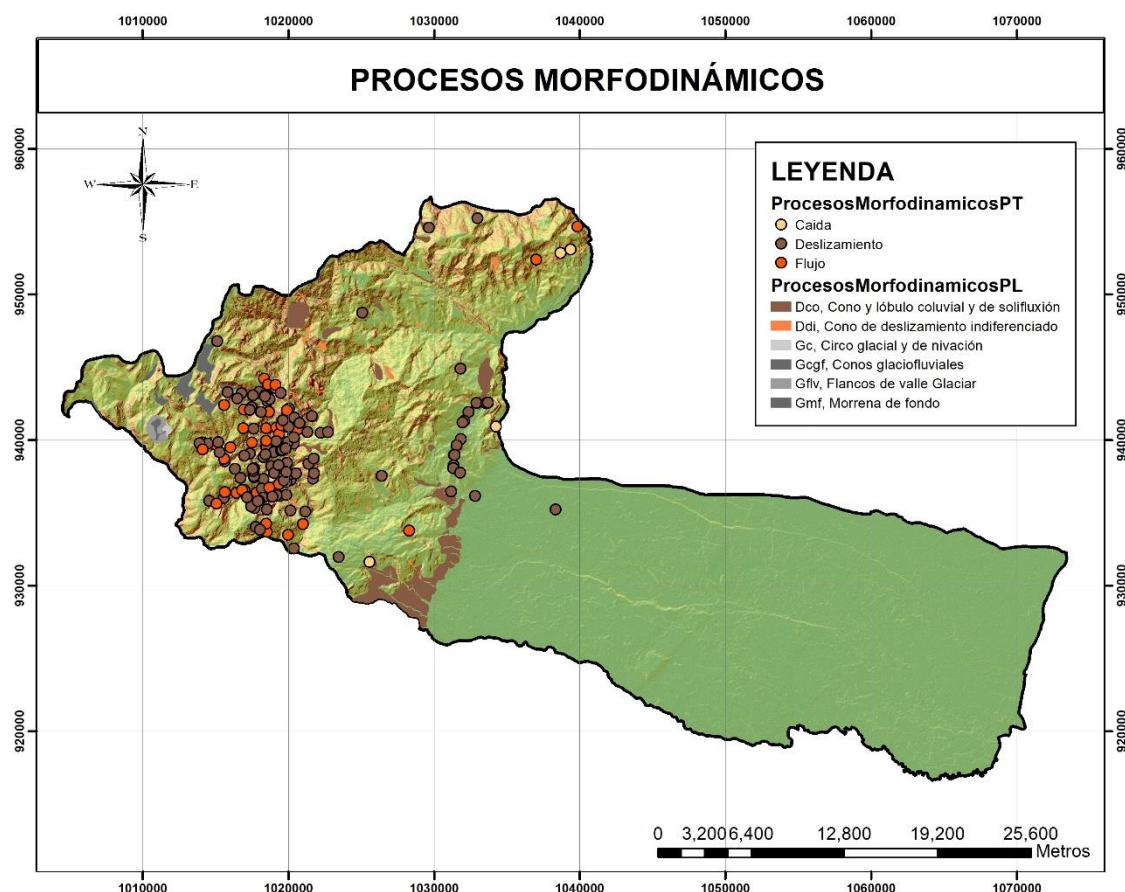 1010000 1020000 1030000 1040000 1050000 1060000 1070000
PROCESOS MORFODINÁMICOS
960000 960000
N
W E
S
LEYENDA
ProcesosMorfodinamicosPT
Caida
Deslizamiento
Flujo
ProcesosMorfodinamicosPL
Dco, Cono y lóbulo coluvial y de solifluxión
Ddi, Cono de deslizamiento indiferenciado
Gc, Circo glacial y de nivación
Gcgf, Conos glaciofluviales
Gflv, Flancos de valle Glaciar
Gmf, Morrena de fondo
950000 950000
940000 940000
930000 930000
920000 920000
0 3,200 6,400 12,800 19,200 25,600
Metros
1010000 1020000 1030000 1040000 1050000 1060000 1070000